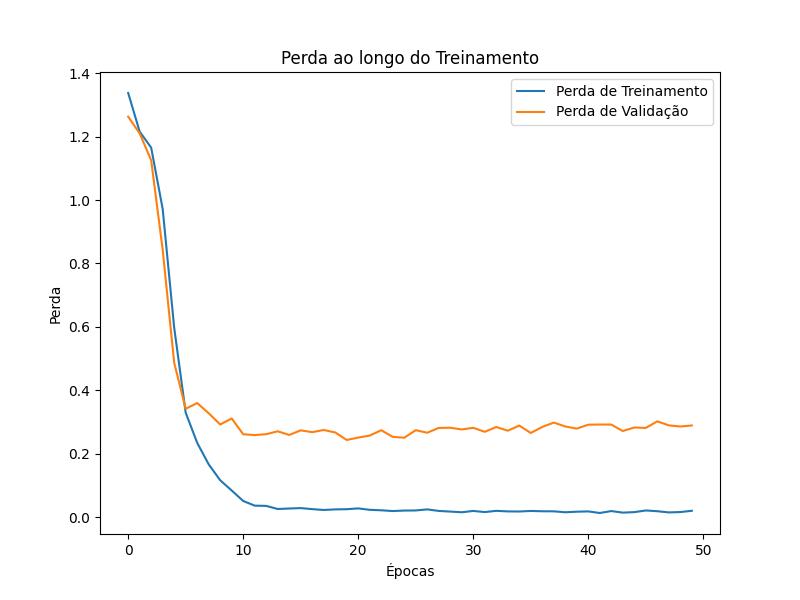 Perda ao longo do Treinamento
Perda de Treinamento
Perda de Validação
1.4
1.2
1.0
0.8
0.6
0.4
0.2
0.0
Perda
0 10 20 30 40 50
Épocas